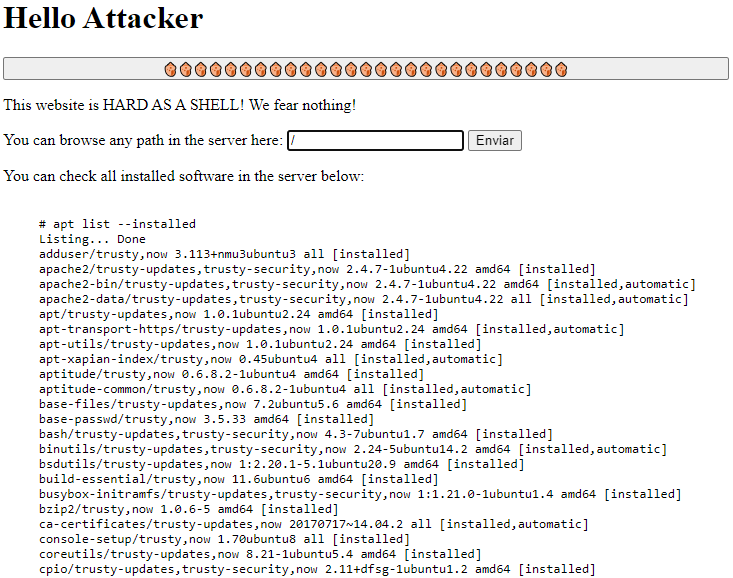 Hello Attacker
This website is HARD AS A SHELL! We fear nothing!
You can browse any path in the server here: / Enviar
You can check all installed software in the server below:
# apt list --installed
Listing... Done
adduser/trusty,now 3.113+nmu3ubuntu3 all [installed]
apache2/trusty-updates,trusty-security,now 2.4.7-1ubuntu4.22 amd64 [installed]
apache2-bin/trusty-updates,trusty-security,now 2.4.7-1ubuntu4.22 amd64 [installed,automatic]
apache2-data/trusty-updates,trusty-security,now 2.4.7-1ubuntu4.22 all [installed,automatic]
apt/trusty-updates,now 1.0.1ubuntu2.24 amd64 [installed]
apt-transport-https/trusty-updates,now 1.0.1ubuntu2.24 amd64 [installed,automatic]
apt-utils/trusty-updates,now 1.0.1ubuntu2.24 amd64 [installed]
apt-xapian-index/trusty,now 0.45ubuntu4 all [installed,automatic]
aptitude/trusty,now 0.6.8.2-1ubuntu4 amd64 [installed]
aptitude-common/trusty,now 0.6.8.2-1ubuntu4 all [installed,automatic]
base-files/trusty-updates,now 7.2ubuntu5.6 amd64 [installed]
base-passwd/trusty,now 3.5.33 amd64 [installed]
bash/trusty-updates,trusty-security,now 4.3-7ubuntu1.7 amd64 [installed]
binutils/trusty-updates,trusty-security,now 2.24-5ubuntu14.2 amd64 [installed,automatic]
bsdutils/trusty-updates,now 1:2.20.1-5.1ubuntu20.9 amd64 [installed]
build-essential/trusty,now 11.6ubuntu6 amd64 [installed]
busybox-initramfs/trusty-updates,trusty-security,now 1:1.21.0-1ubuntu1.4 amd64 [installed]
bzip2/trusty,now 1.0.6-5 amd64 [installed]
ca-certificates/trusty-updates,now 20170717~14.04.2 all [installed,automatic]
console-setup/trusty,now 1.70ubuntu8 all [installed]
coreutils/trusty-updates,now 8.21-1ubuntu5.4 amd64 [installed]
cpio/trusty-updates,trusty-security,now 2.11+dfsg-1ubuntu1.2 amd64 [installed]